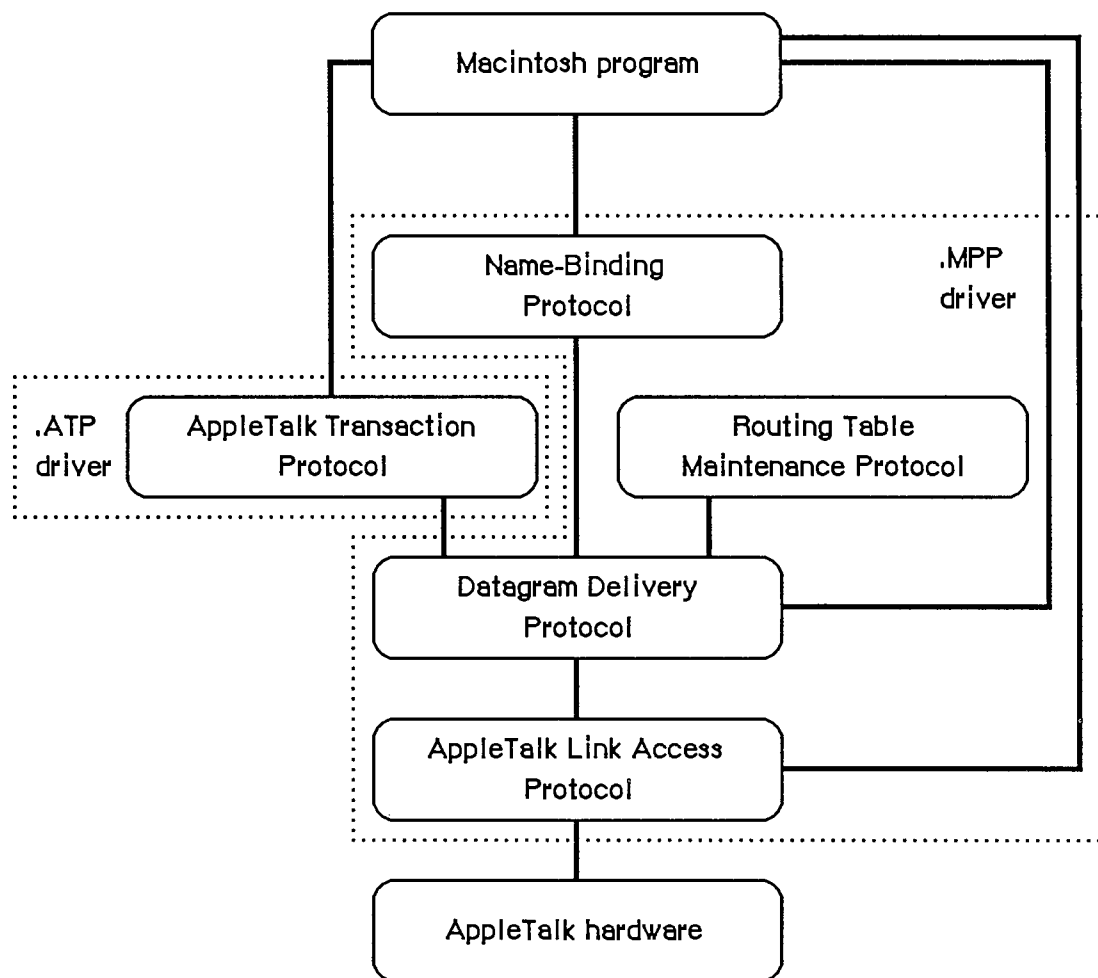 Macintosh program
Name-Binding
Protocol
.MPP
driver
.ATP
driver
AppleTalk Transaction
Protocol
Routing Table
Maintenance Protocol
Datagram Delivery
Protocol
AppleTalk Link Access
Protocol
AppleTalk hardware